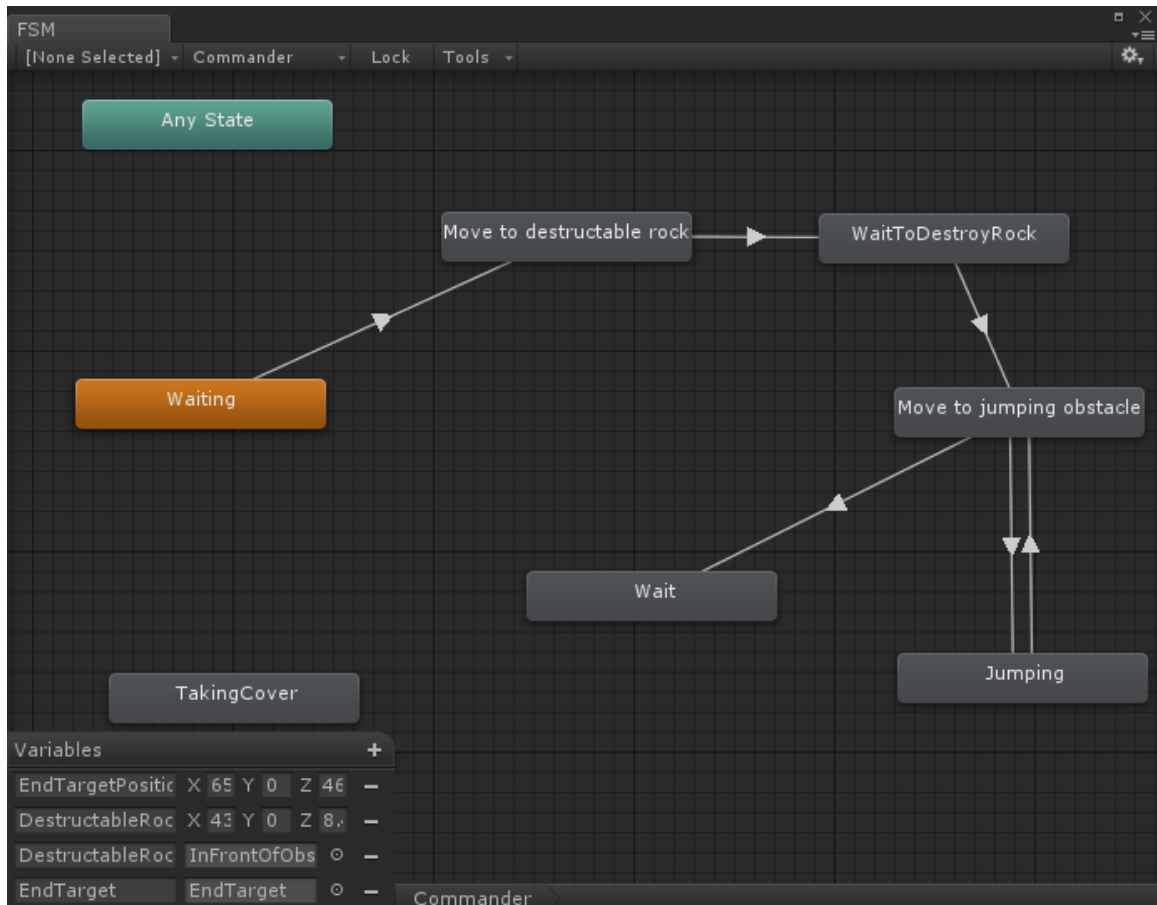 FSM
[None Selected] Commander Lock Tools
Any State
Move to destructable rock
WaitToDestroyRock
Waiting
Move to jumping obstacle
Wait
Jumping
TakingCover
Variables +
EndTargetPositic X 65 Y 0 Z 46 –
DestructableRoc X 43 Y 0 Z 8. –
DestructableRoc InFrontOfObs –
EndTarget EndTarget –
Commander